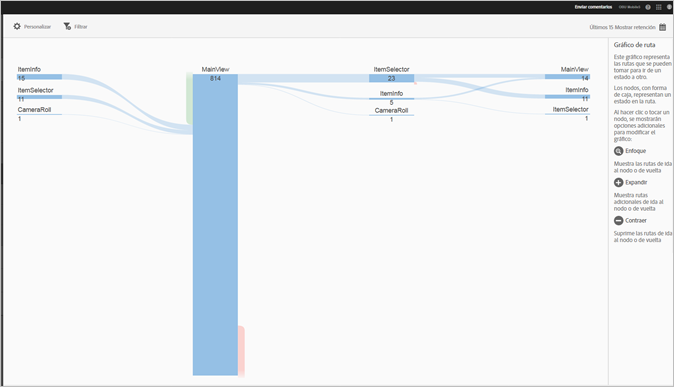 Enviar comentarios
Personalizar
Filtrar
Últimos 15 Mostrar retención
ItemInfo
15
ItemSelector
11
CameraRoll
1
MainView
814
ItemSelector
23
ItemInfo
5
CameraRoll
1
MainView
14
ItemInfo
11
ItemSelector
1
Gráfico de ruta
Este gráfico representa
las rutas que se pueden
tomar para ir de un
estado a otro.
Los nodos, con forma
de caja, representan un
estado en la ruta.
Al hacer clic o tocar un
nodo, se mostrarán
opciones adicionales
para modificar el
gráfico:
Enfoque
Muestra las rutas de ida
al nodo o de vuelta
Expandir
Muestra rutas
adicionales de ida al
nodo o de vuelta
Contraer
Suprime las rutas de ida
al nodo o de vuelta